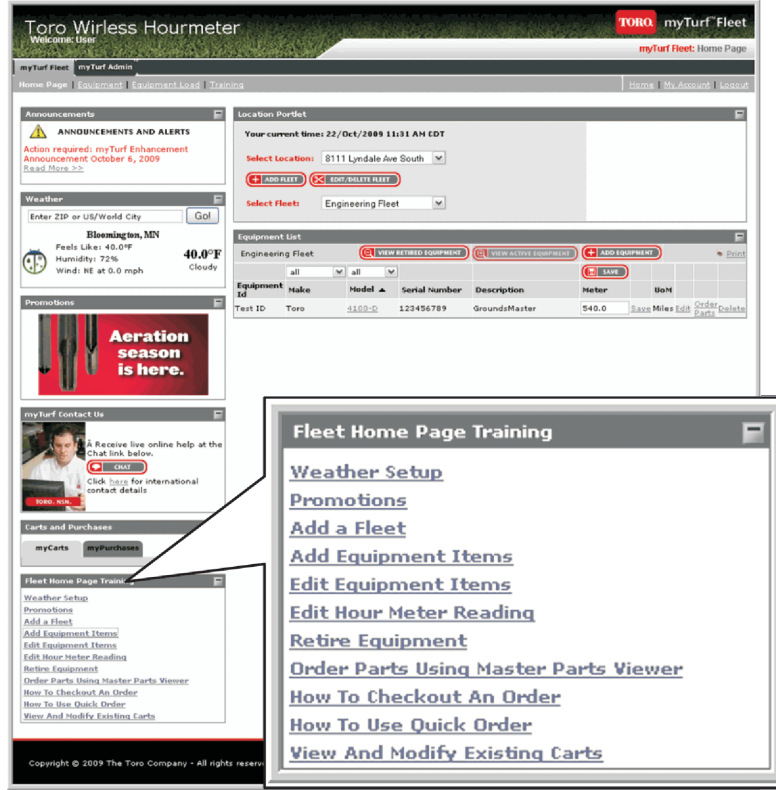 Toro Wirless Hourmeter
Welcome: User
TORO. myTurf™Fleet
myTurf Fleet: Home Page
myTurf Fleet myTurf Admin
Home Page | Equipment | Equipment Load | Training
Home | My Account | Logout
Announcements
ANNOUNCEMENTS AND ALERTS
Action required: myTurf Enhancement
Announcement October 6, 2009
Read More >>
Weather
Enter ZIP or US/World City Go!
Bloomington, MN
Feels Like: 40.0°F
Humidity: 72%
Wind: NE at 0.0 mph
40.0°F
Cloudy
Promotions
Aeration
season
is here.
myTurf Contact Us
Â Receive live online help at the
Chat link below.
CHAT
Click here for international
contact details
TORO. NSN.
Carts and Purchases
myCarts myPurchases
Fleet Home Page Training
Weather Setup
Promotions
Add a Fleet
Add Equipment Items
Edit Equipment Items
Edit Hour Meter Reading
Retire Equipment
Order Parts Using Master Parts Viewer
How To Checkout An Order
How To Use Quick Order
View And Modify Existing Carts
Location Portlet
Your current time: 22/Oct/2009 11:31 AM CDT
Select Location: 8111 Lyndale Ave South
ADD FLEET EDIT/DELETE FLEET
Select Fleet: Engineering Fleet
Equipment List
Engineering Fleet VIEW RETIRED EQUIPMENT VIEW ACTIVE EQUIPMENT ADD EQUIPMENT Print
all all SAVE
Equipment Id Make Model Serial Number Description Meter UoM
Test ID Toro 4100-D 123456789 GroundsMaster 540.0 Save Miles Edit Order Parts Delete
Fleet Home Page Training
Weather Setup
Promotions
Add a Fleet
Add Equipment Items
Edit Equipment Items
Edit Hour Meter Reading
Retire Equipment
Order Parts Using Master Parts Viewer
How To Checkout An Order
How To Use Quick Order
View And Modify Existing Carts
Copyright © 2009 The Toro Company - All rights